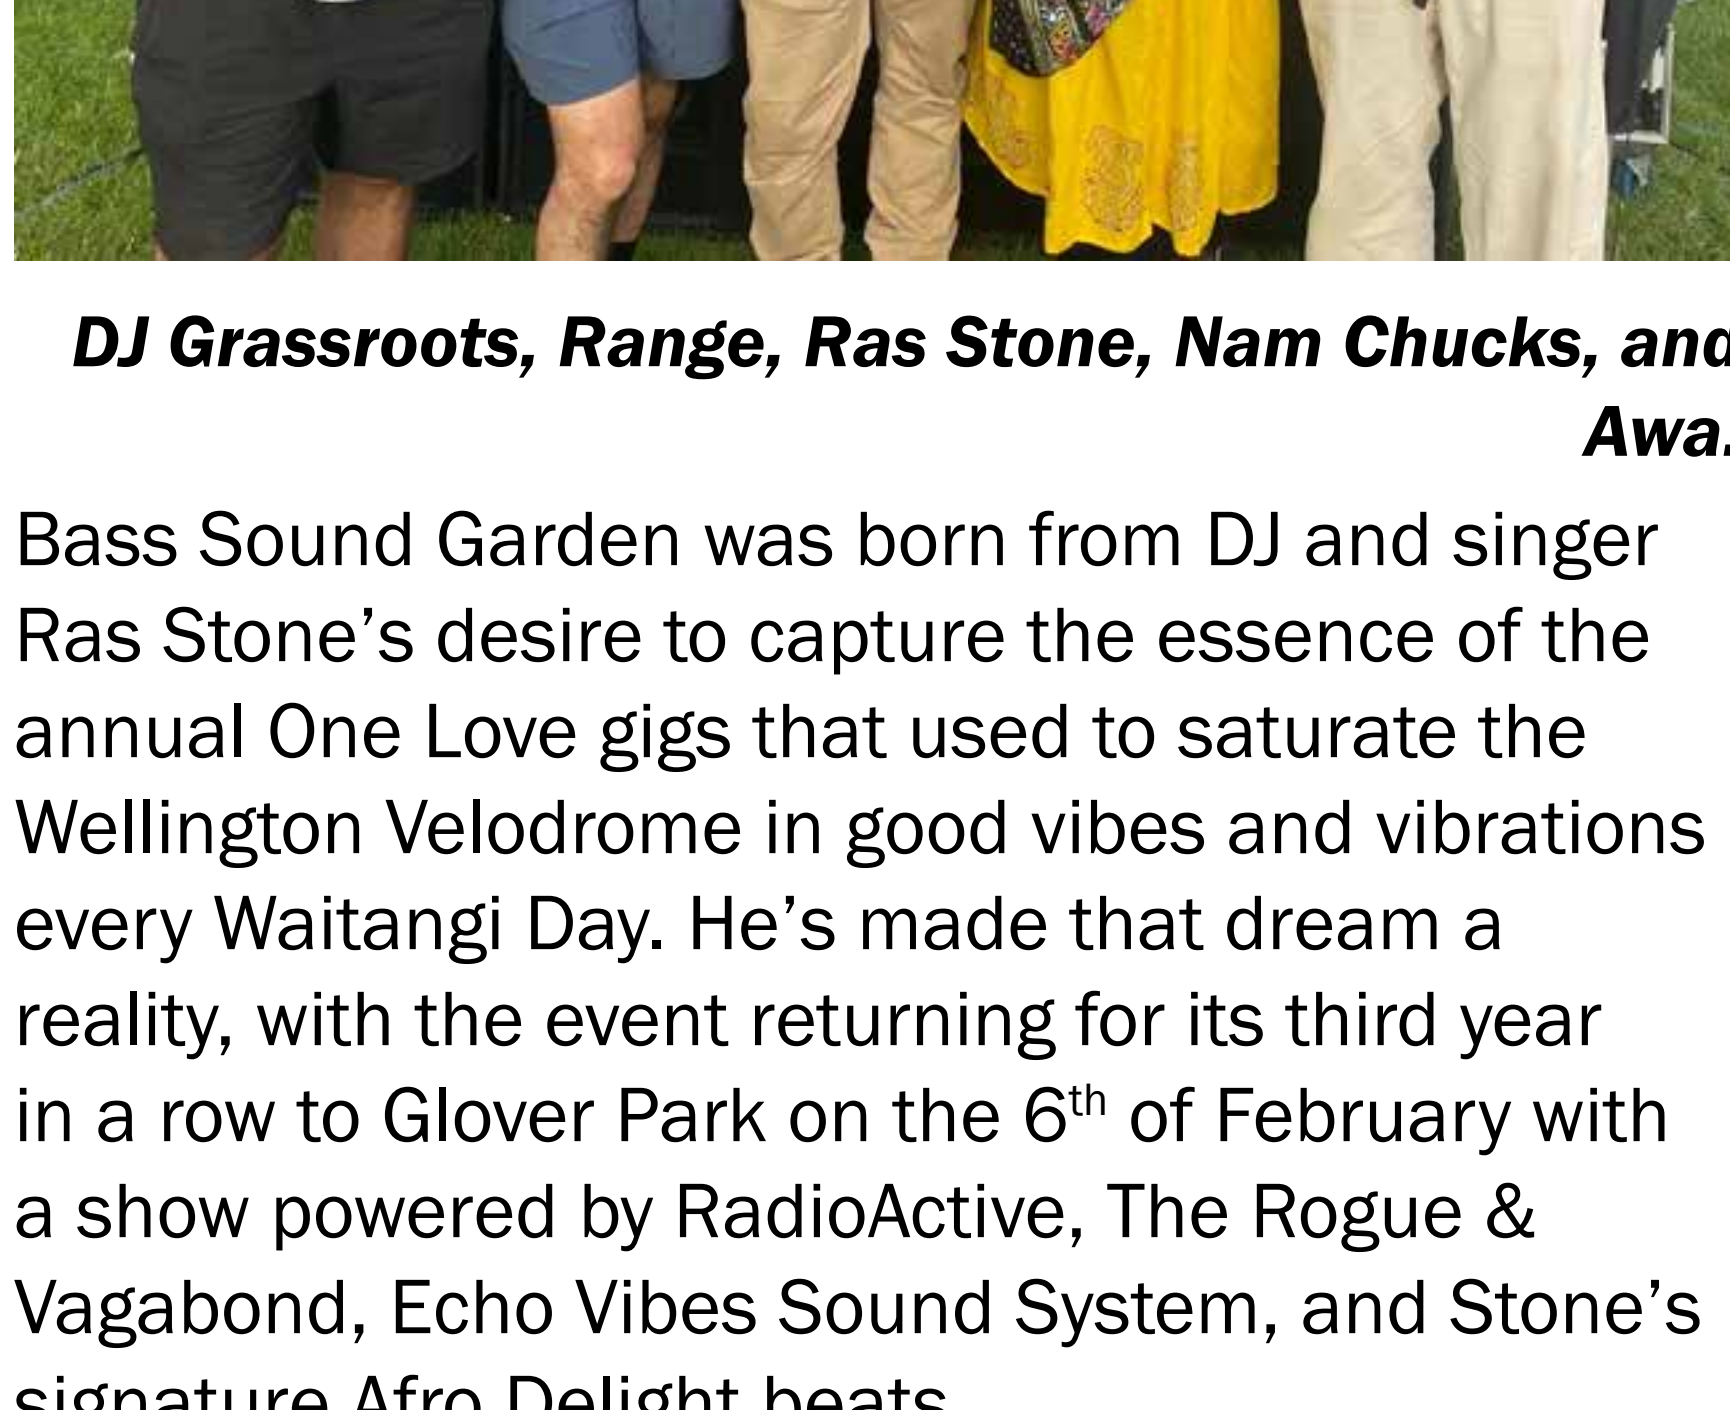 DJ Grassroots, Range, Ras Stone, Nam Chucks, and
Awa.
Bass Sound Garden was born from DJ and singer
Ras Stone’s desire to capture the essence of the
annual One Love gigs that used to saturate the
Wellington Velodrome in good vibes and vibrations
every Waitangi Day. He’s made that dream a
reality, with the event returning for its third year
in a row to Glover Park on the 6th of February with
a show powered by RadioActive, The Rogue &
Vagabond, Echo Vibes Sound System, and Stone’s
signature Afro Delight beats